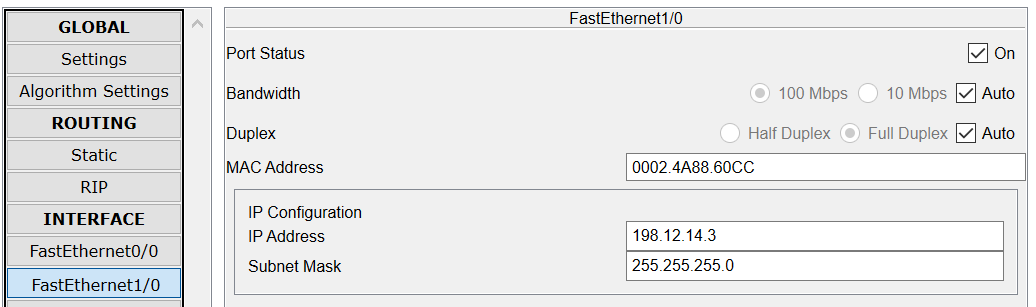 GLOBAL
Settings
Algorithm Settings
ROUTING
Static
RIP
INTERFACE
FastEthernet0/0
FastEthernet1/0
FastEthernet1/0
Port Status On
Bandwidth 100 Mbps 10 Mbps Auto
Duplex Half Duplex Full Duplex Auto
MAC Address 0002.4A88.60CC
IP Configuration
IP Address 198.12.14.3
Subnet Mask 255.255.255.0